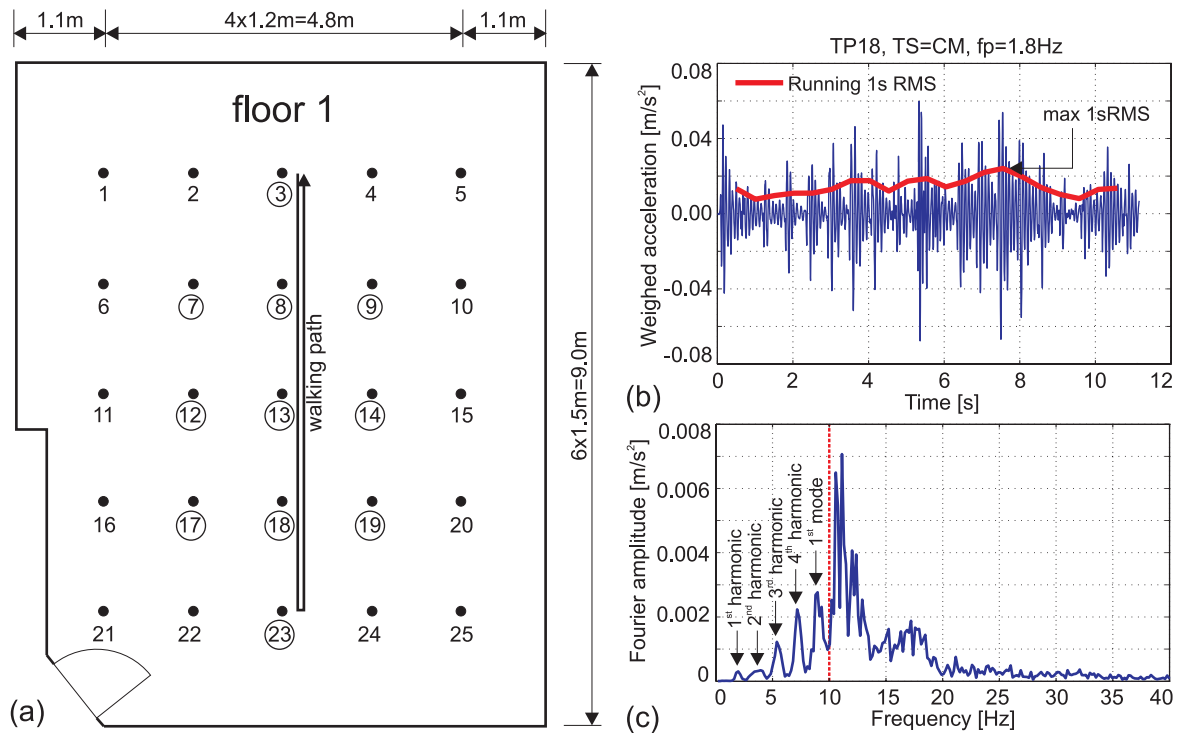 1.1m 4x1.2m=4.8m 1.1m
floor 1
1 2 3 4 5
6 7 8 9 10
11 12 13 14 15
16 17 18 19 20
21 22 23 24 25
walking path
6x1.5m=9.0m
(a)
TP18, TS=CM, fp=1.8Hz
Running 1s RMS
max 1sRMS
Weighed acceleration [m/s²]
0.08
0.04
0.00
-0.04
-0.08
0 2 4 6 8 10 12
Time [s]
(b)
Fourier amplitude [m/s²]
0.008
0.006
0.004
0.002
0
1st harmonic
2nd harmonic
3rd. harmonic
4th harmonic
1st mode
0 5 10 15 20 25 30 35 40
Frequency [Hz]
(c)